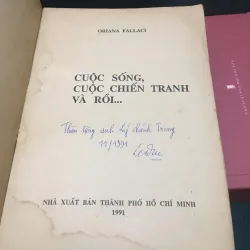 ORIANA FALLACI
CUỘC SỐNG,
CUỘC CHIẾN TRANH
VÀ RỒI...
Thân tặng anh Lý Chánh Trung
11/1991
NHÀ XUẤT BẢN THÀNH PHỐ HỒ CHÍ MINH
1991